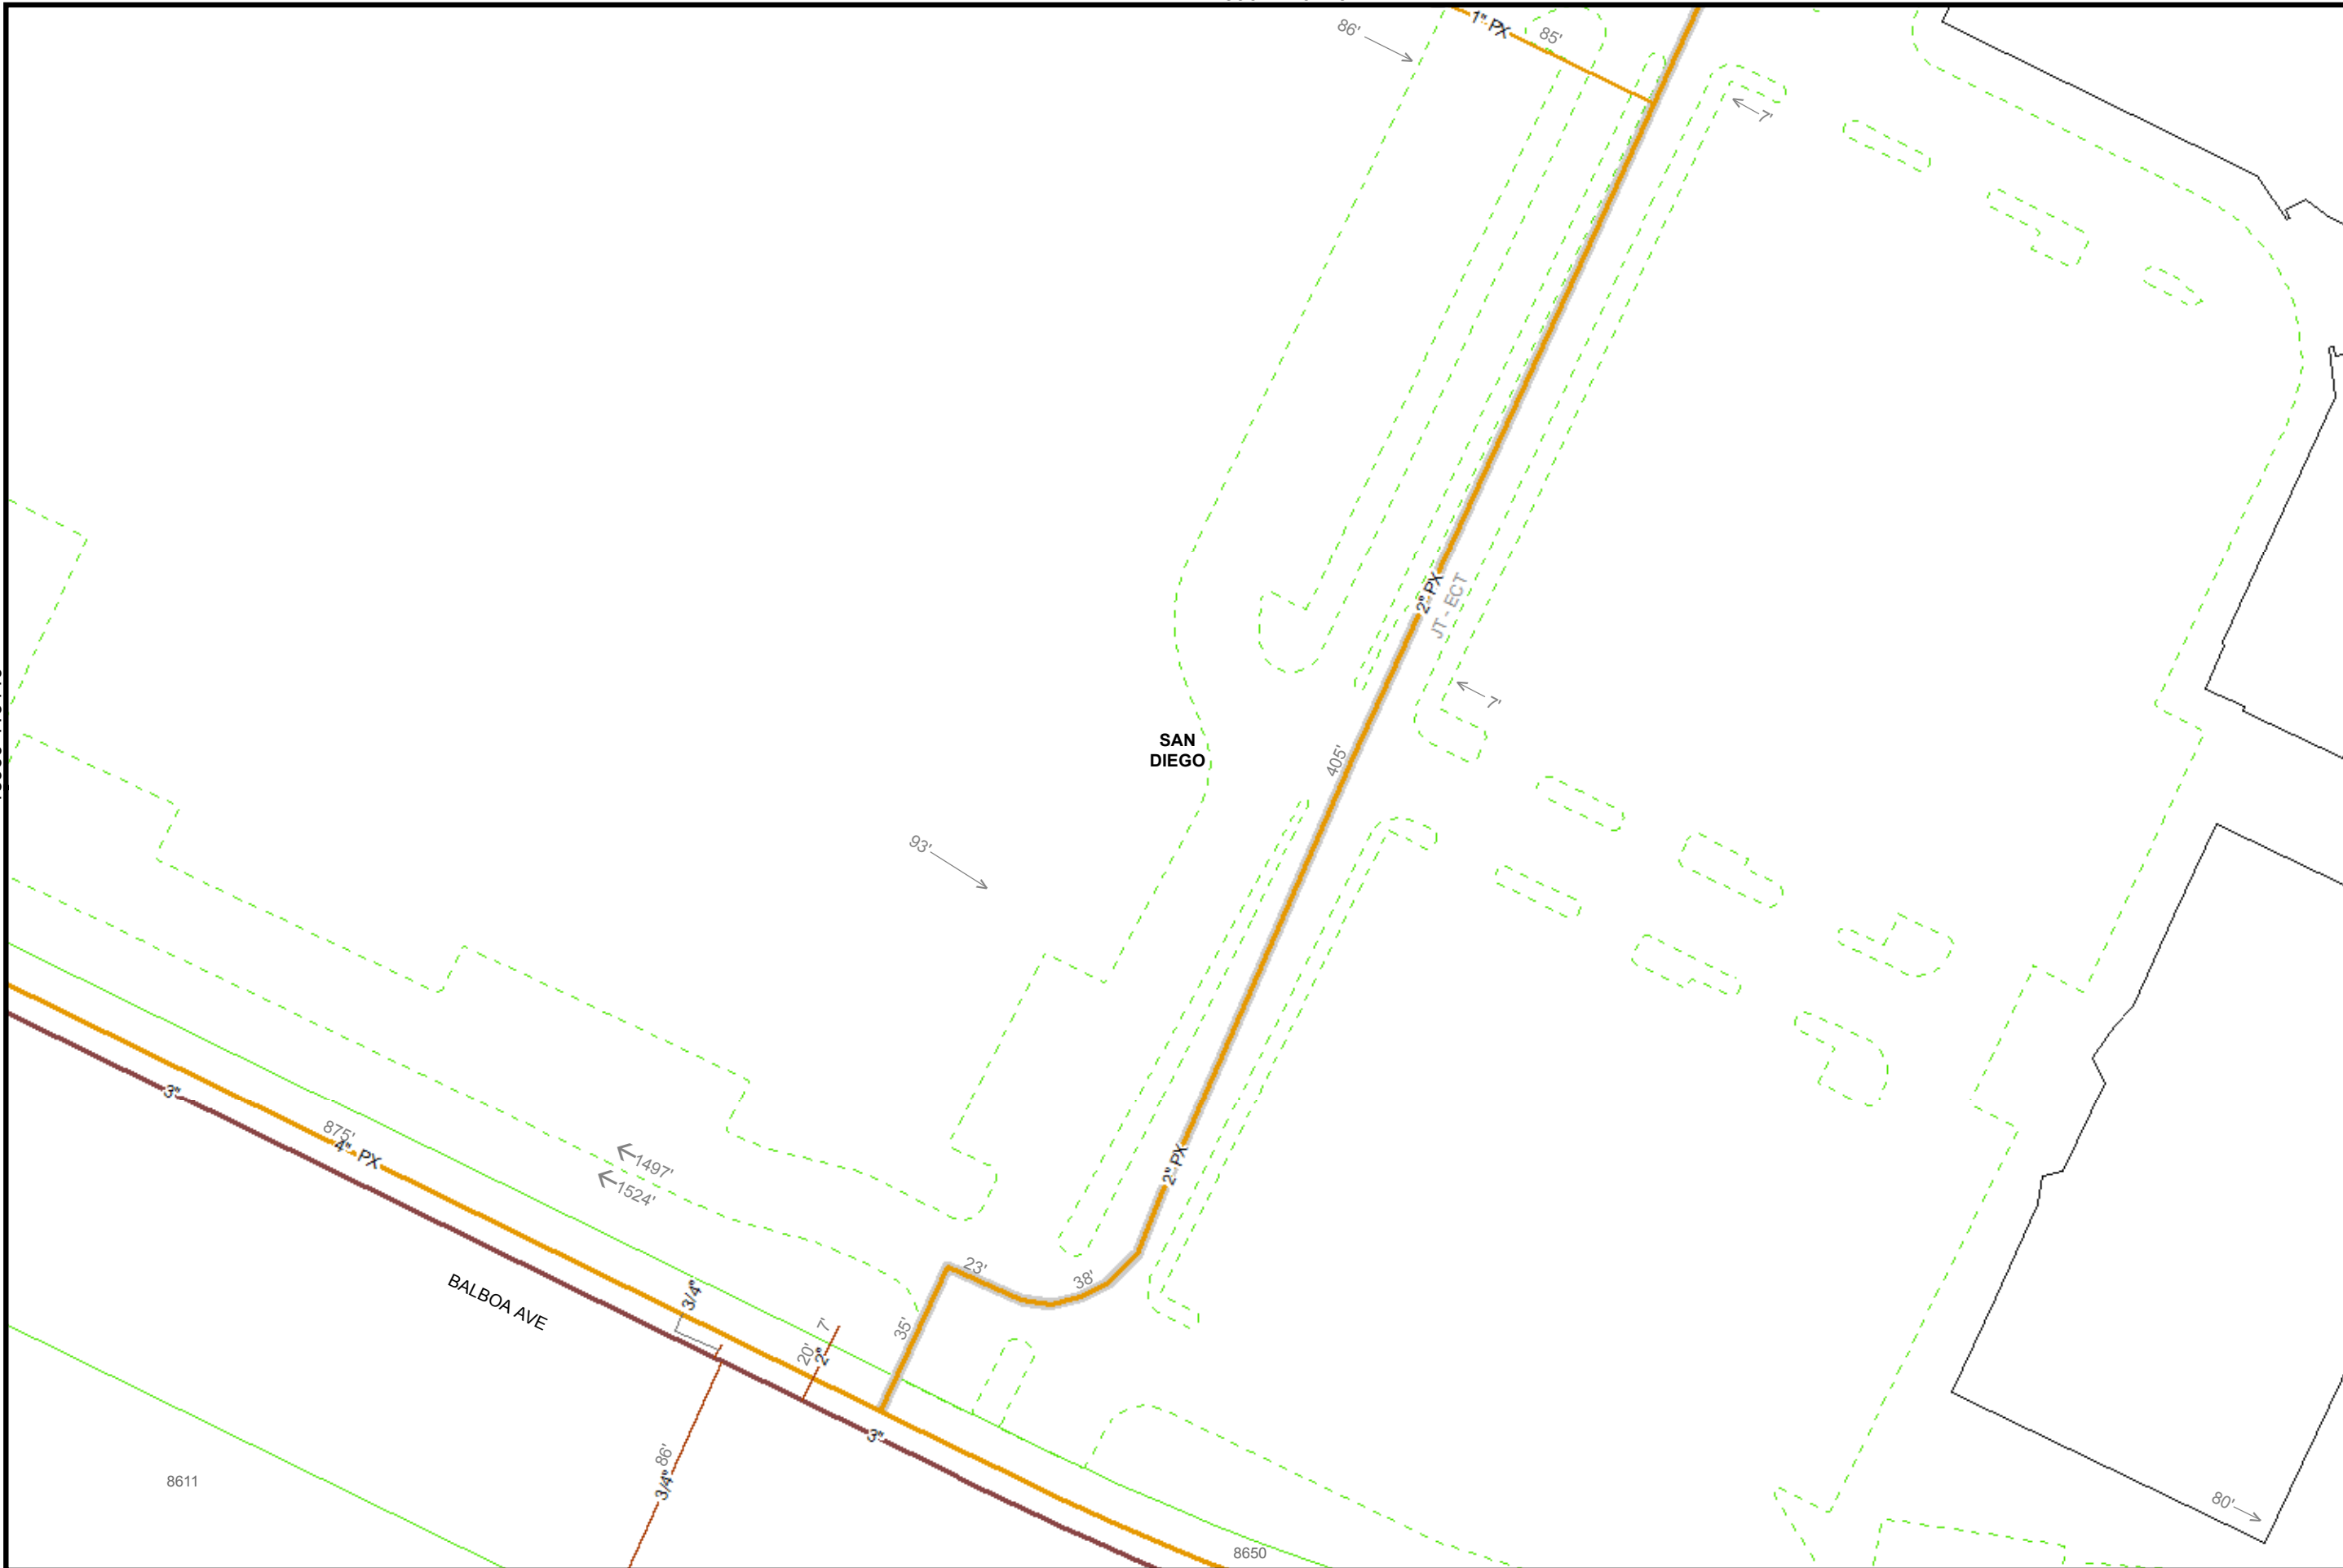 86'
1" PX
85'
7'
2" PX
JT - ECT
7'
SAN
DIEGO
405'
93'
3"
875'
4" PX
1497'
1524'
2" PX
23'
38'
BALBOA AVE
3/4"
35'
7'
20'
2"
3"
86'
3/4"
8611
80'
8650